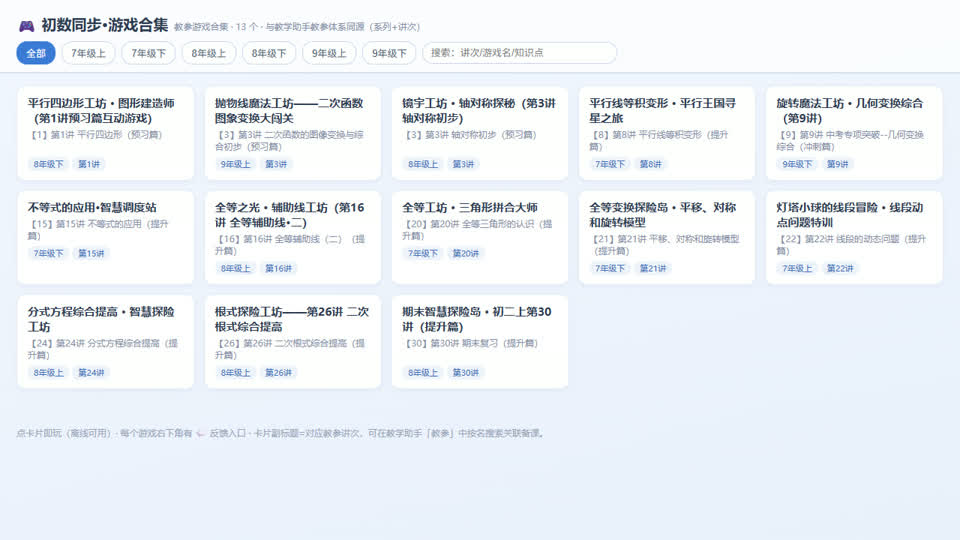 初数同步·游戏合集 教参游戏合集 · 13 个 · 与教学助手教参体系同源（系列+讲次）
全部 7年级上 7年级下 8年级上 8年级下 9年级上 9年级下 搜索：讲次/游戏名/知识点
平行四边形工坊·图形建造师
（第1讲预习篇互动游戏）
【1】第1讲 平行四边形（预习篇）
8年级下 第1讲
抛物线魔法工坊——二次函数
图象变换大闯关
【3】第3讲 二次函数的图像变换与综
合初步（预习篇）
9年级上 第3讲
镜宇工坊·轴对称探秘（第3讲
轴对称初步）
【3】第3讲 轴对称初步（预习篇）
8年级上 第3讲
平行线等积变形·平行王国寻
星之旅
【8】第8讲 平行线等积变形（提升
篇）
7年级下 第8讲
旋转魔法工坊·几何变换综合
（第9讲）
【9】第9讲 中考专项突破--几何变换
综合（冲刺篇）
9年级下 第9讲
不等式的应用·智慧调度站
【15】第15讲 不等式的应用（提升
篇）
7年级下 第15讲
全等之光·辅助线工坊（第16
讲 全等辅助线·二）
【16】第16讲 全等辅助线（二）（提
升篇）
8年级上 第16讲
全等工坊·三角形拼合大师
【20】第20讲 全等三角形的认识（提
升篇）
7年级下 第20讲
全等变换探险岛·平移、对称
和旋转模型
【21】第21讲 平移、对称和旋转模型
（提升篇）
7年级下 第21讲
灯塔小球的线段冒险·线段动
点问题特训
【22】第22讲 线段的动态问题（提升
篇）
7年级上 第22讲
分式方程综合提高·智慧探险
工坊
【24】第24讲 分式方程综合提高（提
升篇）
8年级上 第24讲
根式探险工坊——第26讲 二次
根式综合提高
【26】第26讲 二次根式综合提高（提
升篇）
8年级上 第26讲
期末智慧探险岛·初二上第30
讲（提升篇）
【30】第30讲 期末复习（提升篇）
8年级上 第30讲
点卡片即玩（离线可用）· 每个游戏右下角有 反馈入口 · 卡片副标题=对应教参讲次，可在教学助手「教参」中按名搜索关联备课。